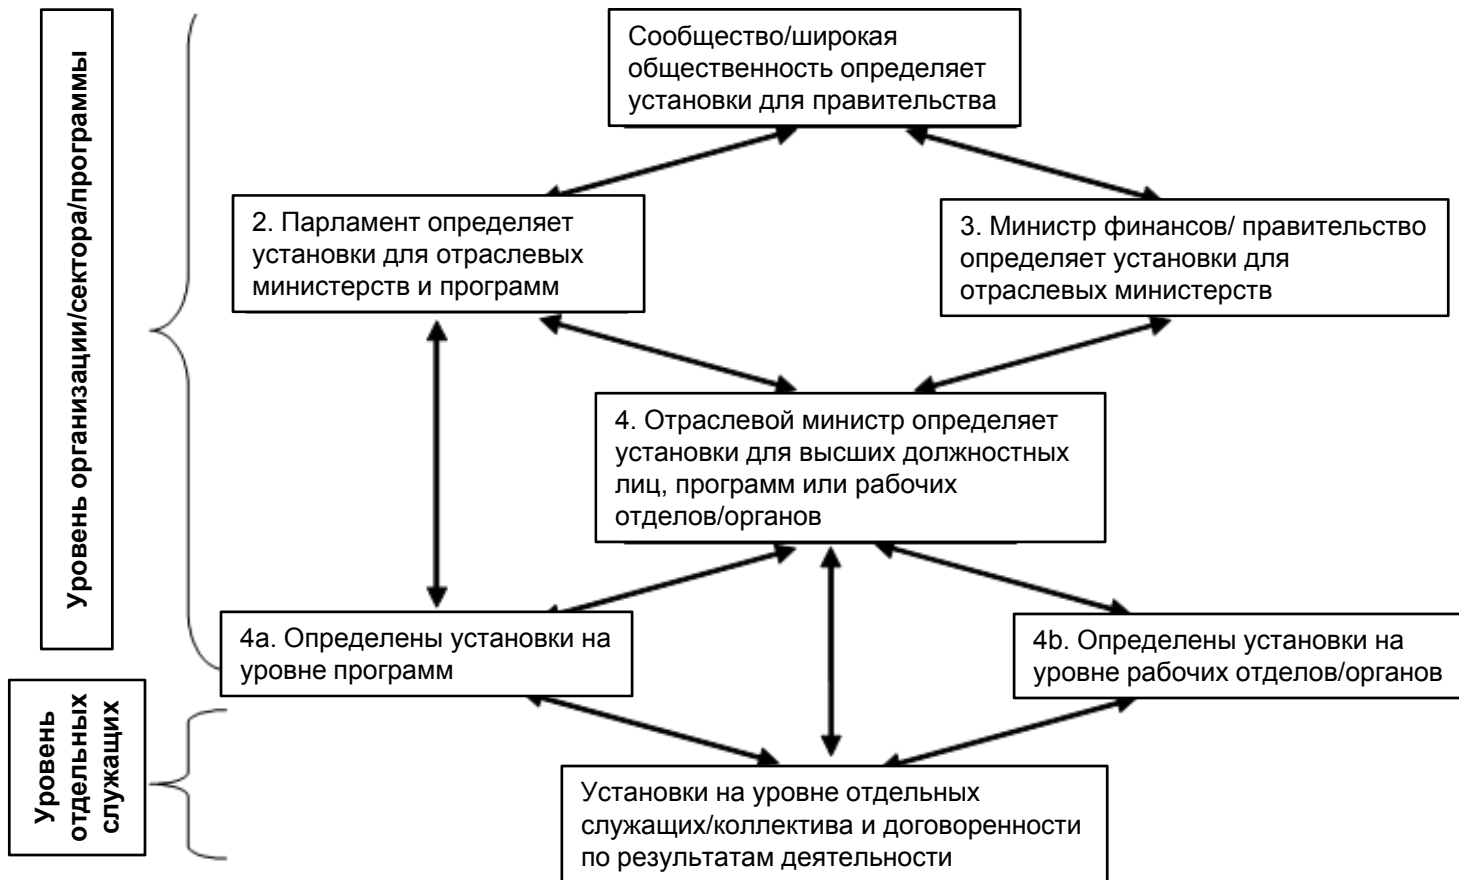 Уровень организации/сектора/программы
Сообщество/широкая
общественность определяет
установки для правительства
2. Парламент определяет
установки для отраслевых
министерств и программ
3. Министр финансов/ правительство
определяет установки для
отраслевых министерств
4. Отраслевой министр определяет
установки для высших должностных
лиц, программ или рабочих
отделов/органов
4a. Определены установки на
уровне программ
4b. Определены установки на
уровне рабочих отделов/органов
Уровень
отдельных
служащих
Установки на уровне отдельных
служащих/коллектива и договоренности
по результатам деятельности